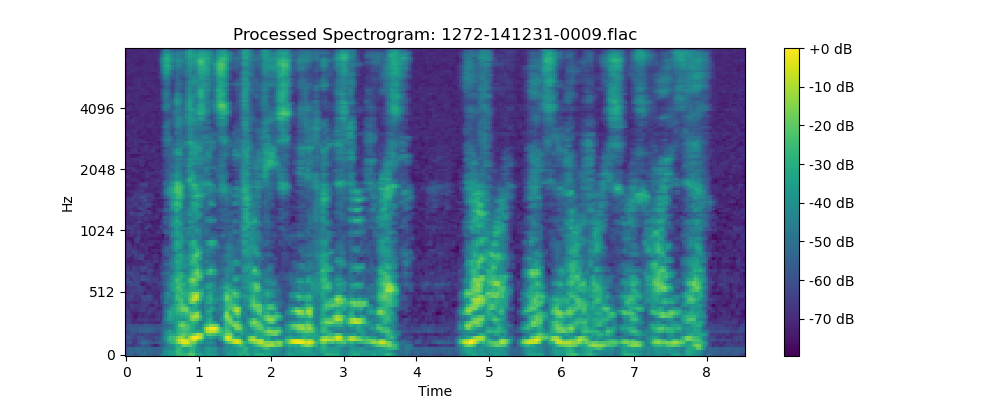 Processed Spectrogram: 1272-141231-0009.flac
Hz
4096
2048
1024
512
0
0 1 2 3 4 5 6 7 8
Time
+0 dB
-10 dB
-20 dB
-30 dB
-40 dB
-50 dB
-60 dB
-70 dB